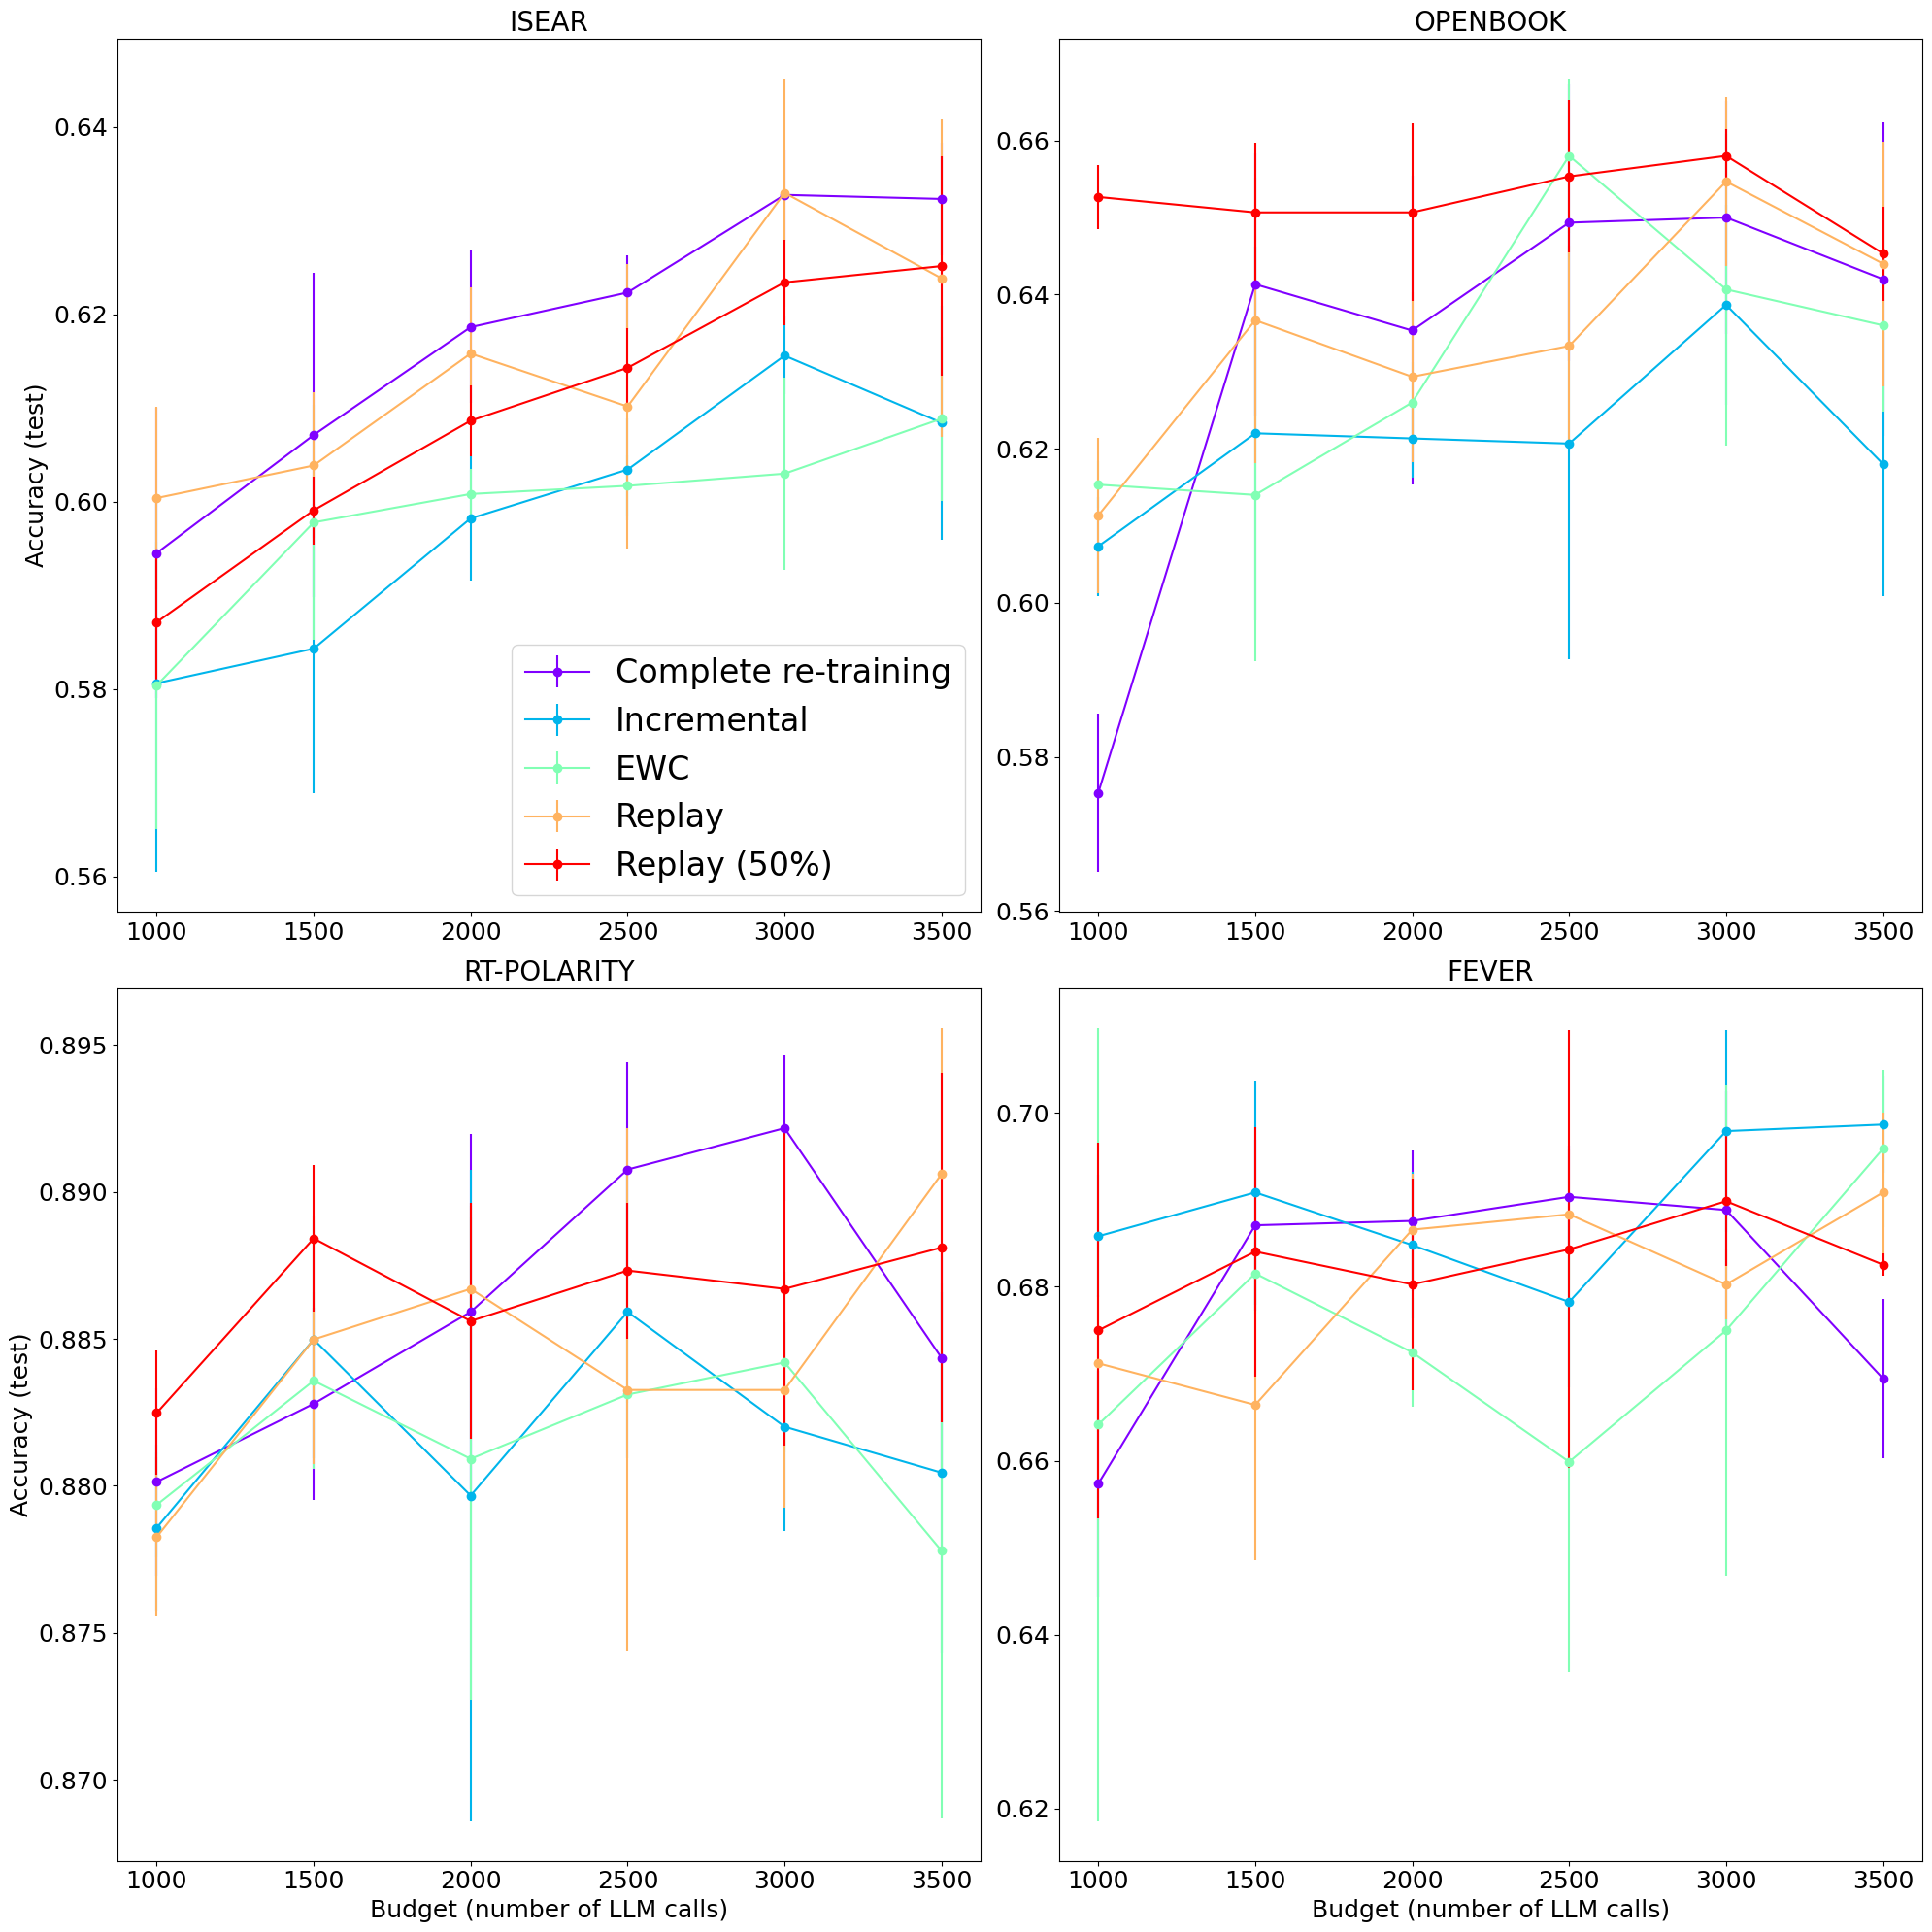 ISEAR
Accuracy (test)
0.64
0.62
0.60
0.58
0.56
1000 1500 2000 2500 3000 3500
Complete re-training
Incremental
EWC
Replay
Replay (50%)
OPENBOOK
0.66
0.64
0.62
0.60
0.58
0.56
1000 1500 2000 2500 3000 3500
RT-POLARITY
Accuracy (test)
0.895
0.890
0.885
0.880
0.875
0.870
1000 1500 2000 2500 3000 3500
Budget (number of LLM calls)
FEVER
0.70
0.68
0.66
0.64
0.62
1000 1500 2000 2500 3000 3500
Budget (number of LLM calls)